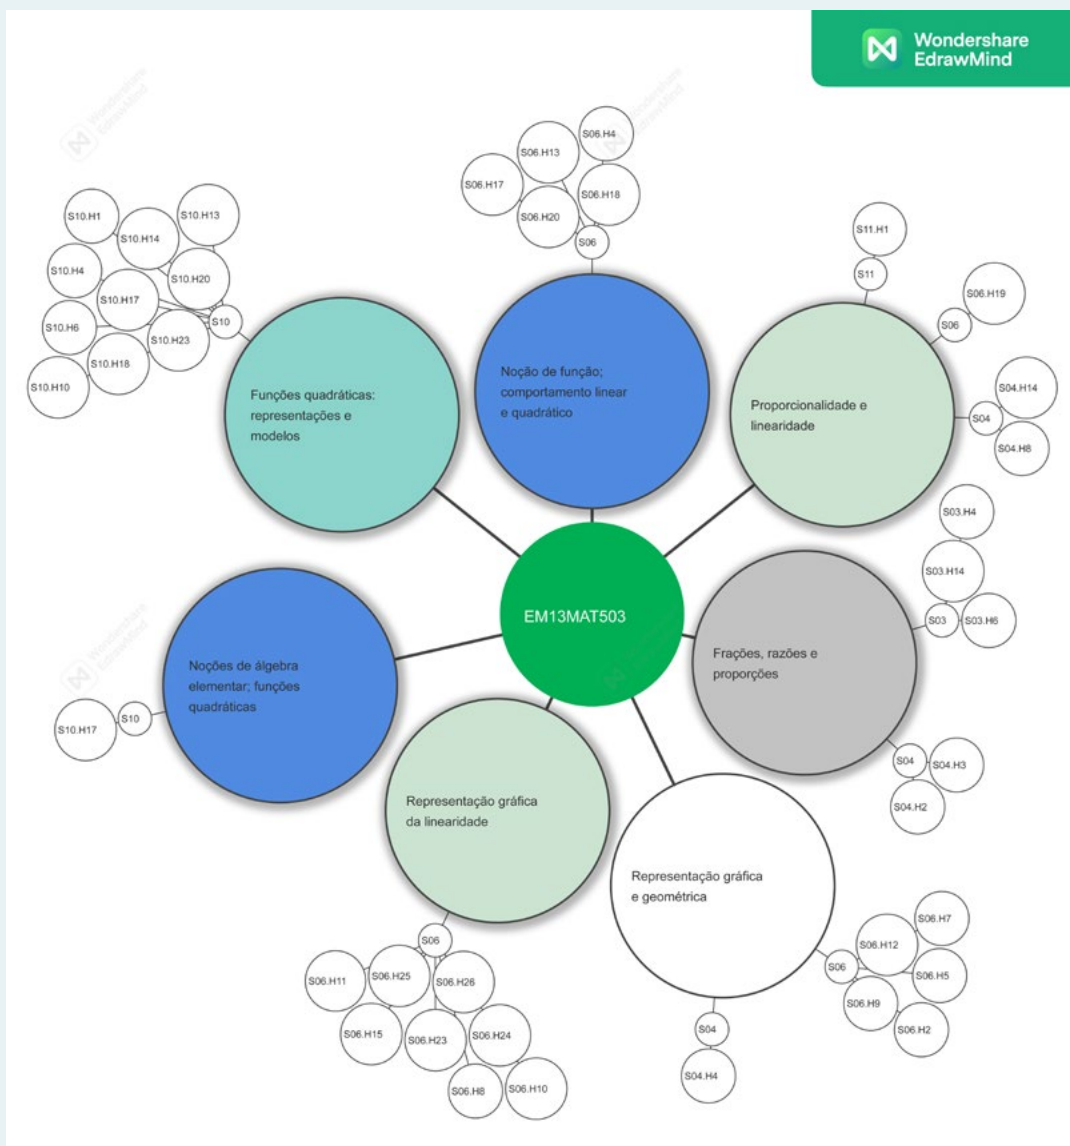 Wondershare
EdrawMind
Wondershare
EdrawMind
Wondershare
EdrawMind
S06.H4
S06.H13
S06.H17
S06.H18
S06.H20
S06
S10.H1
S10.H13
S10.H14
S10.H4
S10.H20
S10.H17
S10.H6
S10
S10.H23
S10.H18
S10.H10
S11.H1
S11
S06.H19
S06
S04.H14
S04
S04.H8
Funções quadráticas:
representações e
modelos
Noção de função;
comportamento linear
e quadrático
Proporcionalidade e
linearidade
S03.H4
S03.H14
S03
S03.H6
EM13MAT503
Wondershare
EdrawMind
Noções de álgebra
elementar; funções
quadráticas
Frações, razões e
proporções
S10
S10.H17
S04
S04.H3
S04.H2
Representação gráfica
da linearidade
Representação gráfica
e geométrica
S06
S06.H11
S06.H25
S06.H26
S06.H15
S06.H23
S06.H24
S06.H8
S06.H10
S06.H7
S06.H12
S06
S06.H5
S06.H9
S06.H2
S04
S04.H4